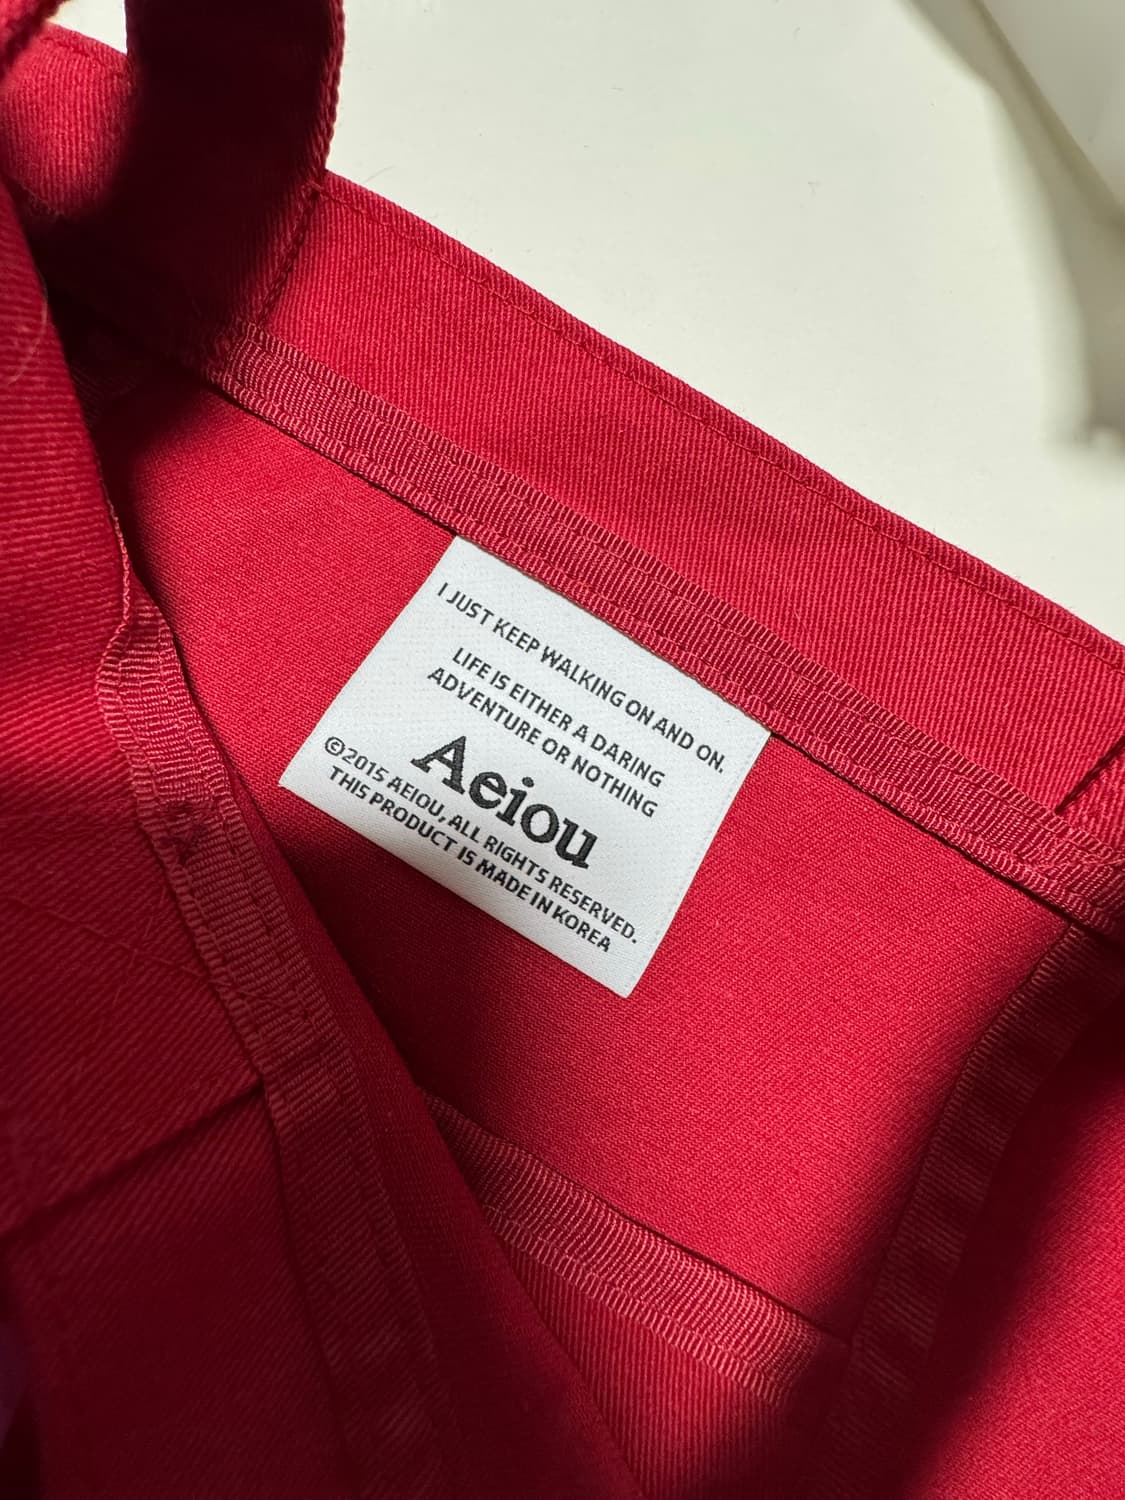 I JUST KEEP WALKING ON AND ON.
LIFE IS EITHER A DARING
ADVENTURE OR NOTHING
Aeiou
©2015 AEIOU, ALL RIGHTS RESERVED.
THIS PRODUCT IS MADE IN KOREA